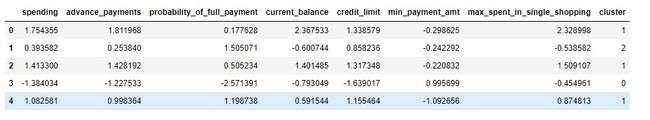 spending advance_payments probability_of_full_payment current_balance credit_limit min_payment_amt max_spent_in_single_shopping cluster
0 1.754355 1.811968 0.177628 2.367533 1.338579 -0.298625 2.328998 1
1 0.393582 0.253840 1.505071 -0.600744 0.858236 -0.242292 -0.538582 2
2 1.413300 1.428192 0.505234 1.401485 1.317348 -0.220832 1.509107 1
3 -1.384034 -1.227533 -2.571391 -0.793049 -1.639017 0.995699 -0.454961 0
4 1.082581 0.998364 1.198738 0.591544 1.155464 -1.092656 0.874813 1